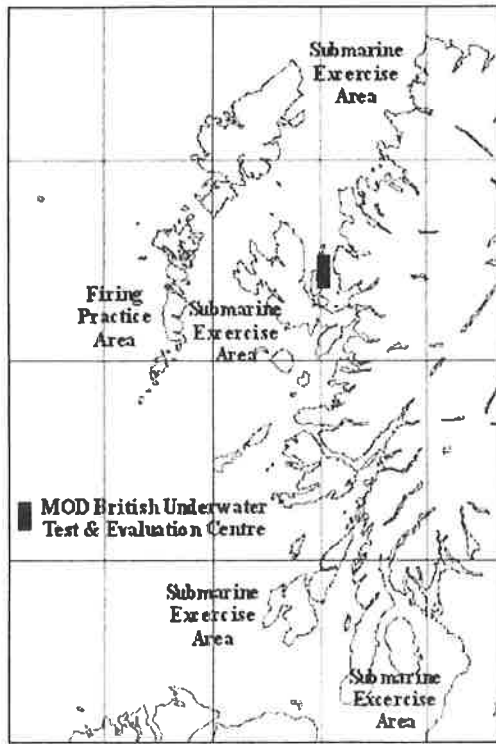 Submarine
Exercise
Area
Firing
Practice
Area
Submarine
Exercise
Area
MOD British Underwater
Test & Evaluation Centre
Submarine
Exercise
Area
Submarine
Exercise
Area